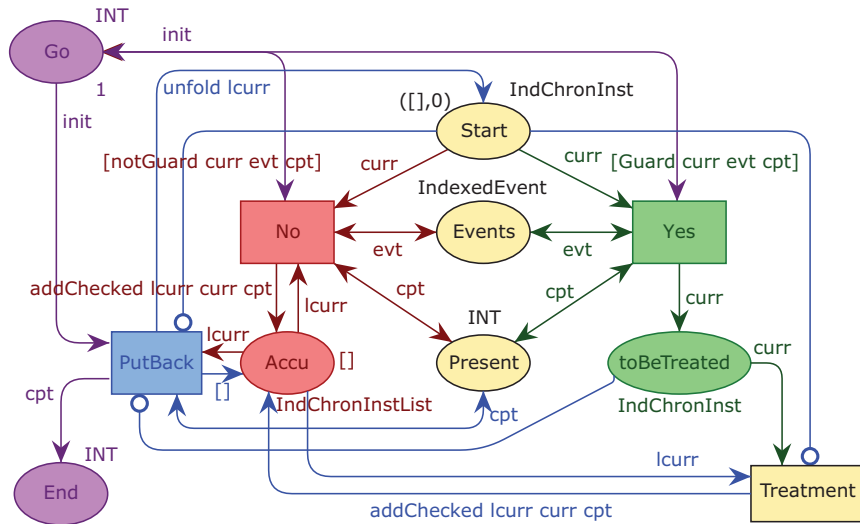 INT
init
Go
1
unfold lcurr
IndChronInst
([],0)
Start
init
[notGuard curr evt cpt]
curr
curr
[Guard curr evt cpt]
IndexedEvent
No
Events
Yes
evt
evt
addChecked lcurr curr cpt
lcurr
cpt
cpt
curr
INT
lcurr
PutBack
Accu
[]
Present
toBeTreated
curr
cpt
[]
IndChronInstList
cpt
IndChronInst
INT
lcurr
End
Treatment
addChecked lcurr curr cpt